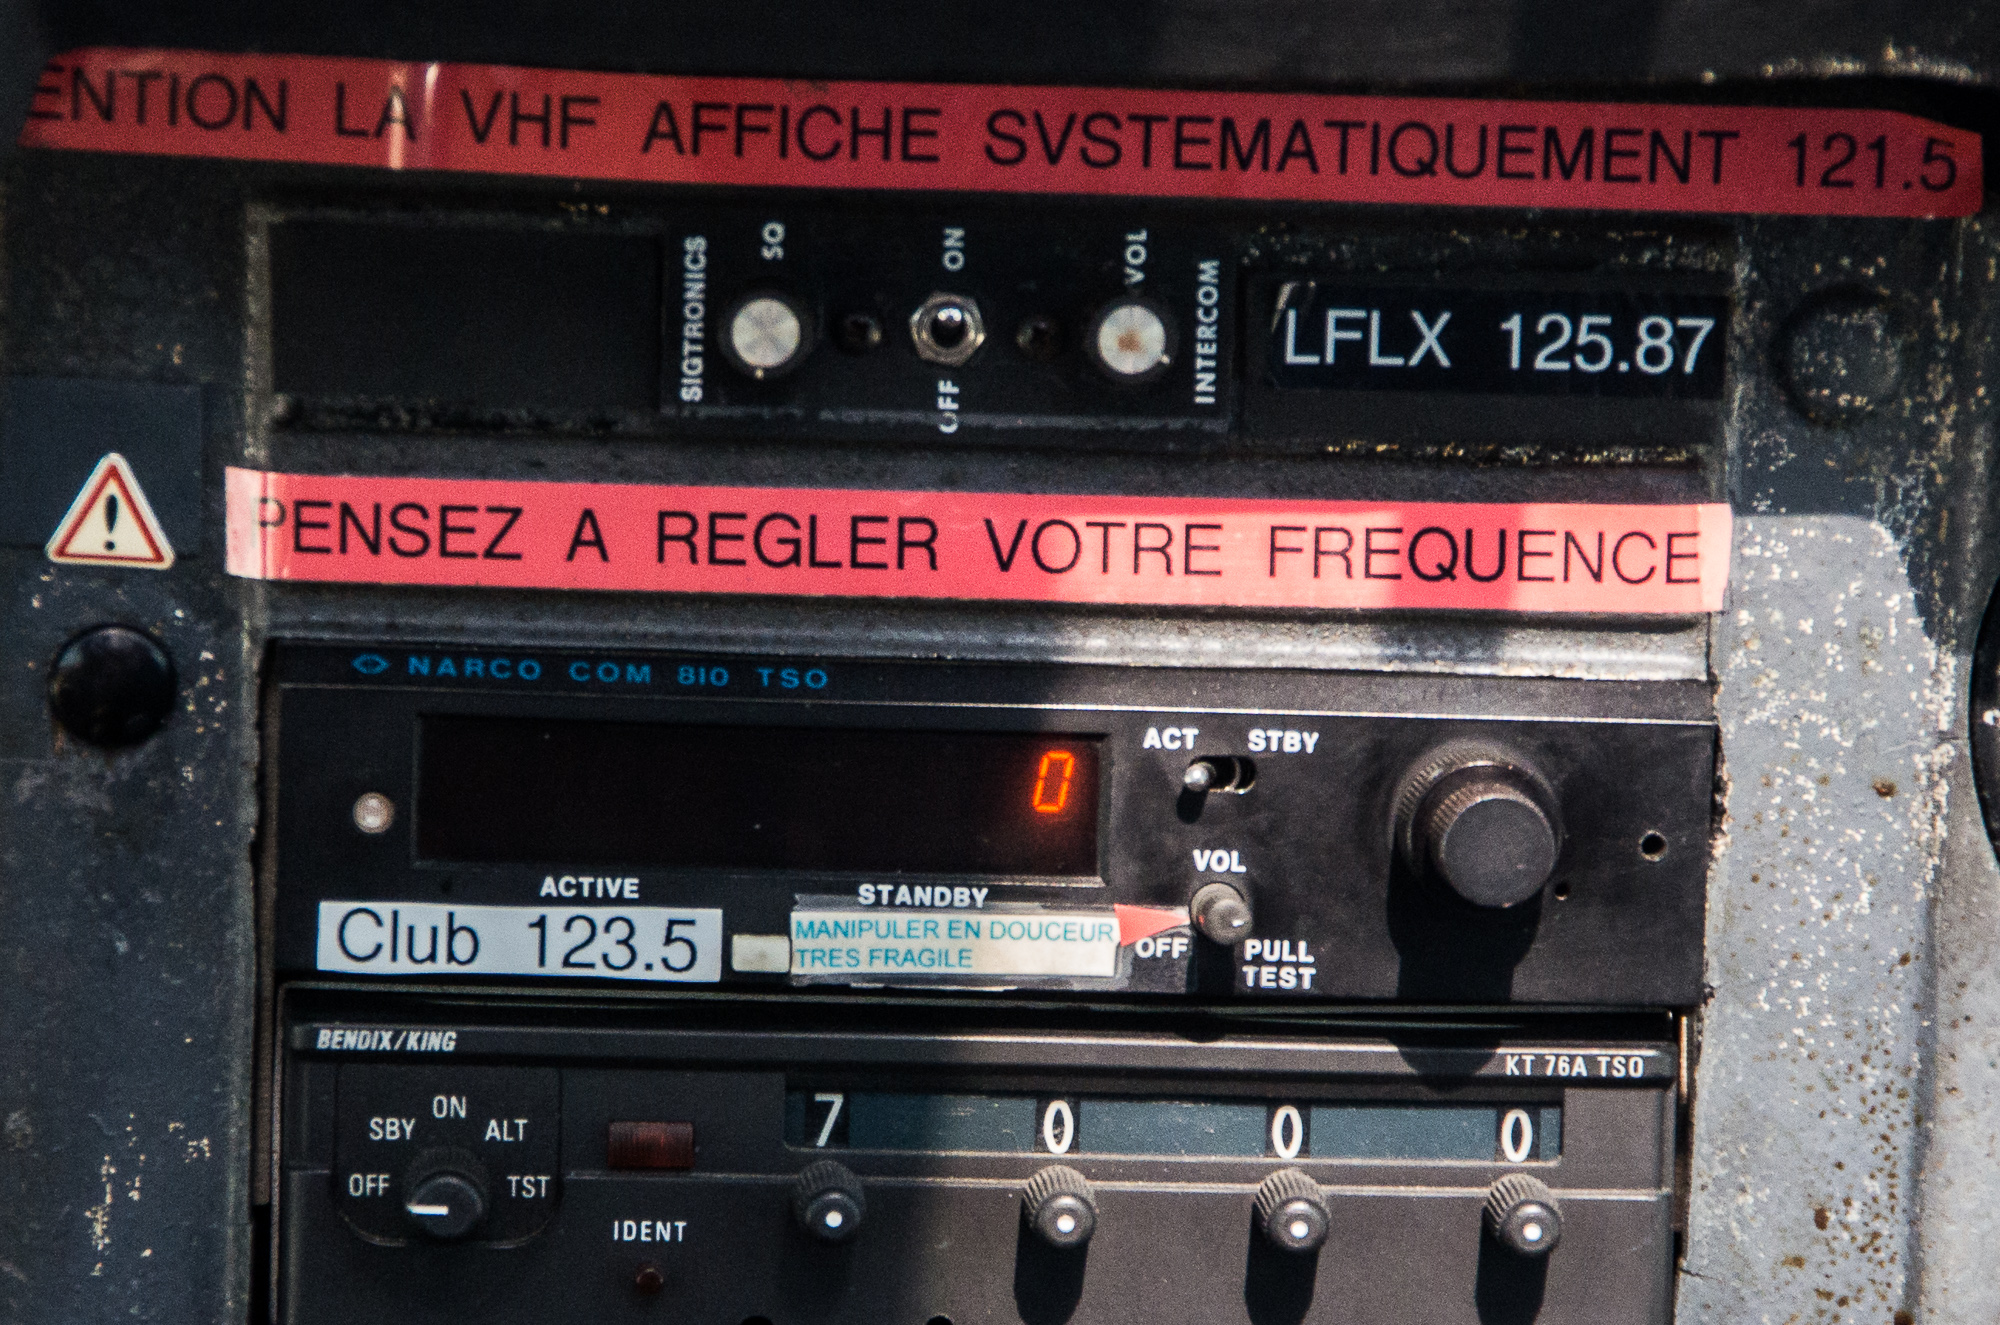 ENTION LA VHF AFFICHE SVSTEMATIQUEMENT 121.5
SIGTRONICS
SQ
ON
OFF
VOL
INTERCOM
LFLX 125.87
PENSEZ A REGLER VOTRE FREQUENCE
NARCO COM 810 TSO
0
ACT STBY
VOL
ACTIVE STANDBY
Club 123.5
MANIPULER EN DOUCEUR
TRES FRAGILE
OFF
PULL
TEST
BENDIX/KING
KT 76A TSO
7 0 0 0
OFF SBY ON ALT TST
IDENT